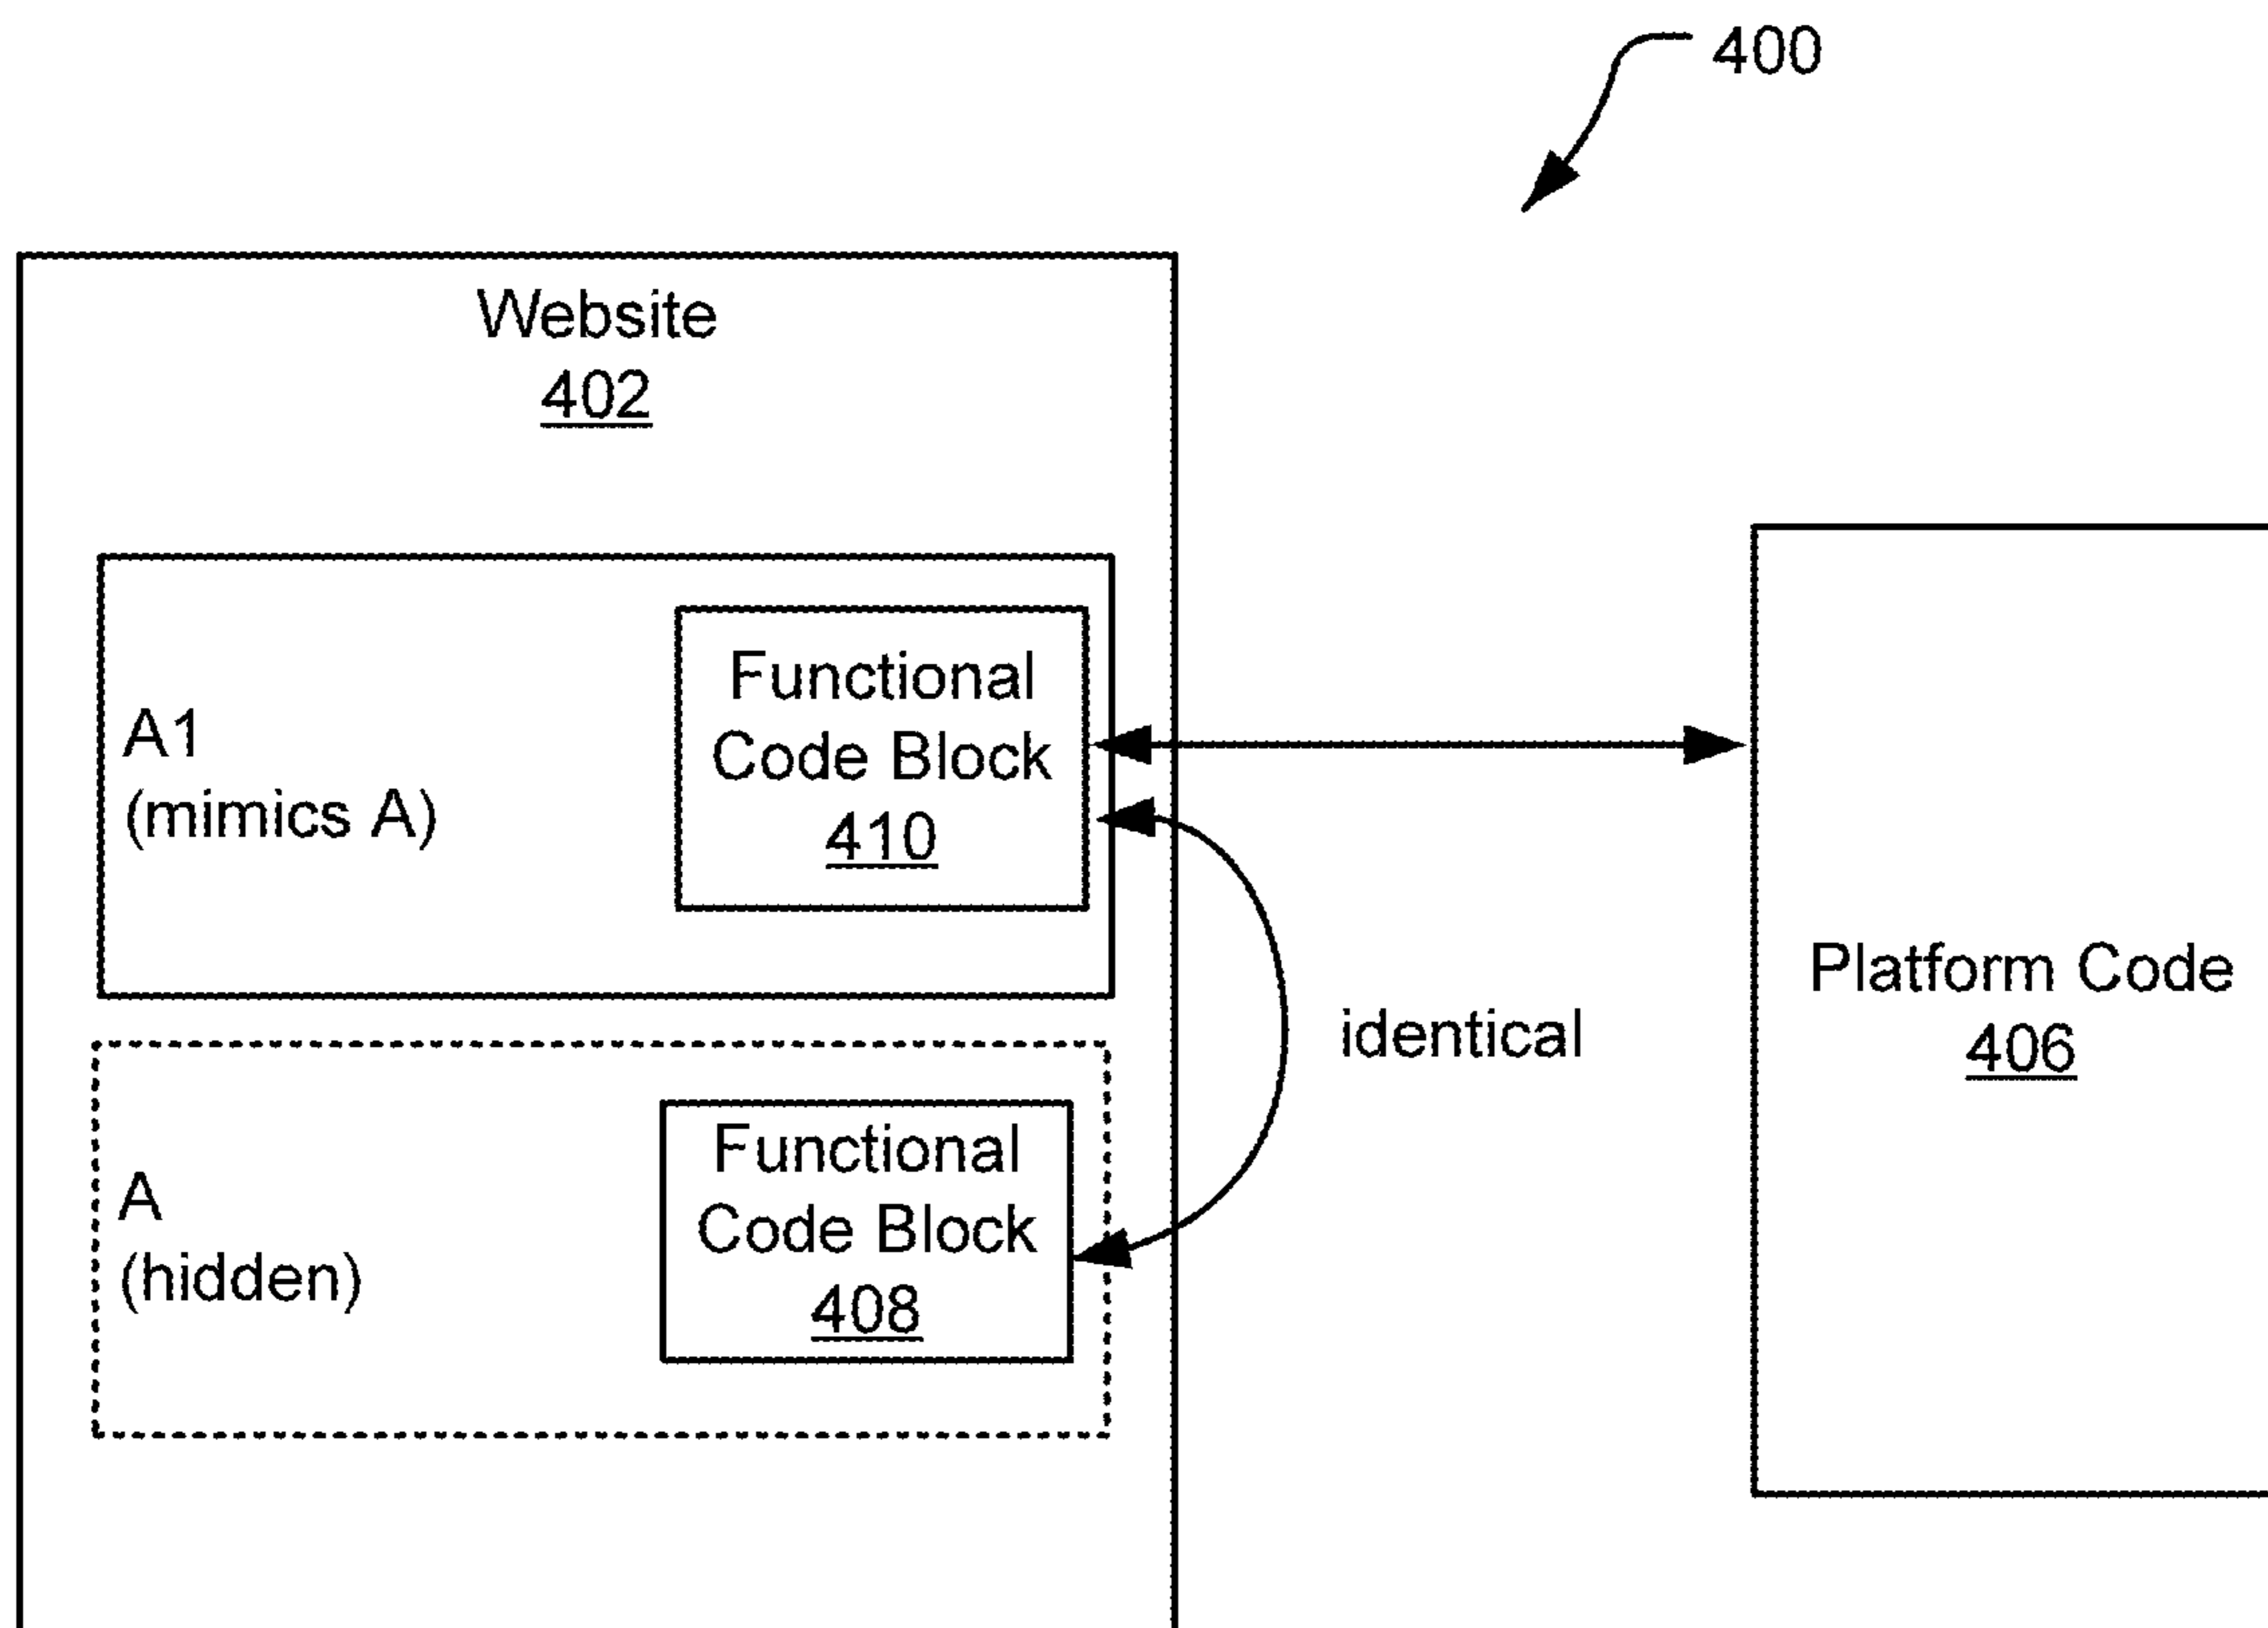 400
Website
402
Functional
Code Block
410
A1
(mimics A)
identical
Platform Code
406
Functional
Code Block
408
A
(hidden)